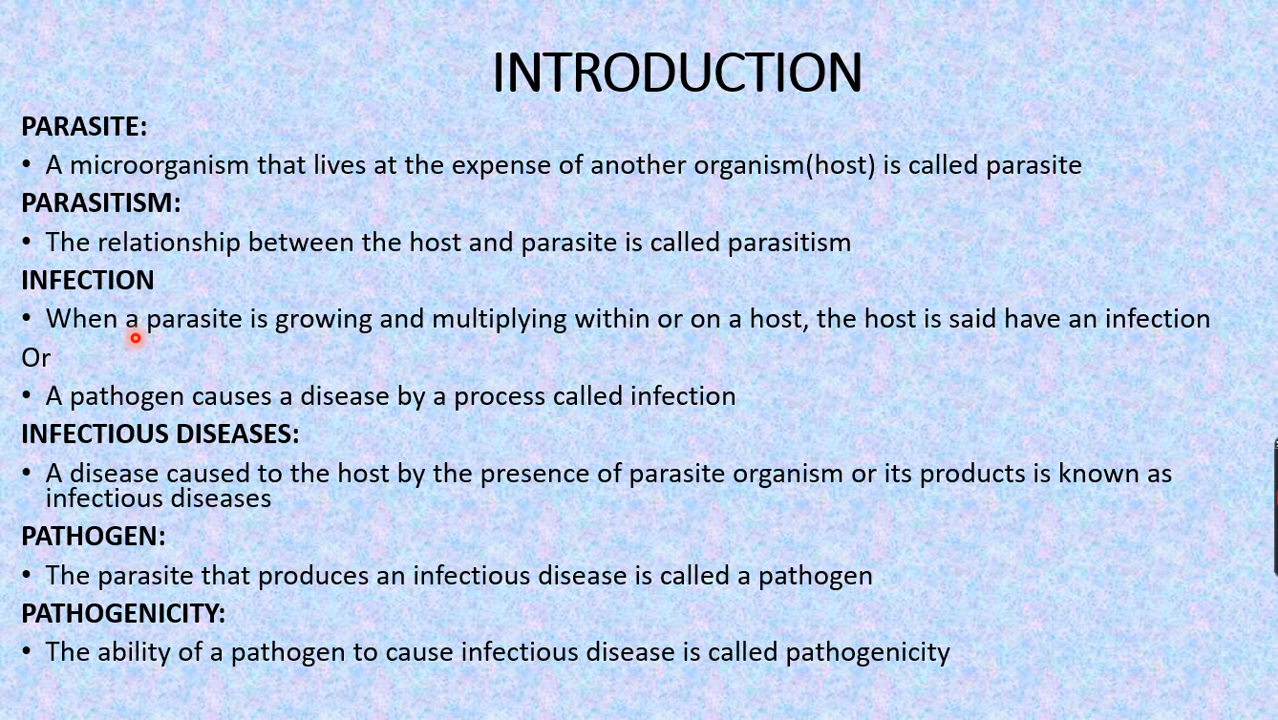 INTRODUCTION
PARASITE:
• A microorganism that lives at the expense of another organism(host) is called parasite
PARASITISM:
• The relationship between the host and parasite is called parasitism
INFECTION
• When a parasite is growing and multiplying within or on a host, the host is said have an infection
Or
• A pathogen causes a disease by a process called infection
INFECTIOUS DISEASES:
• A disease caused to the host by the presence of parasite organism or its products is known as
infectious diseases
PATHOGEN:
• The parasite that produces an infectious disease is called a pathogen
PATHOGENICITY:
• The ability of a pathogen to cause infectious disease is called pathogenicity